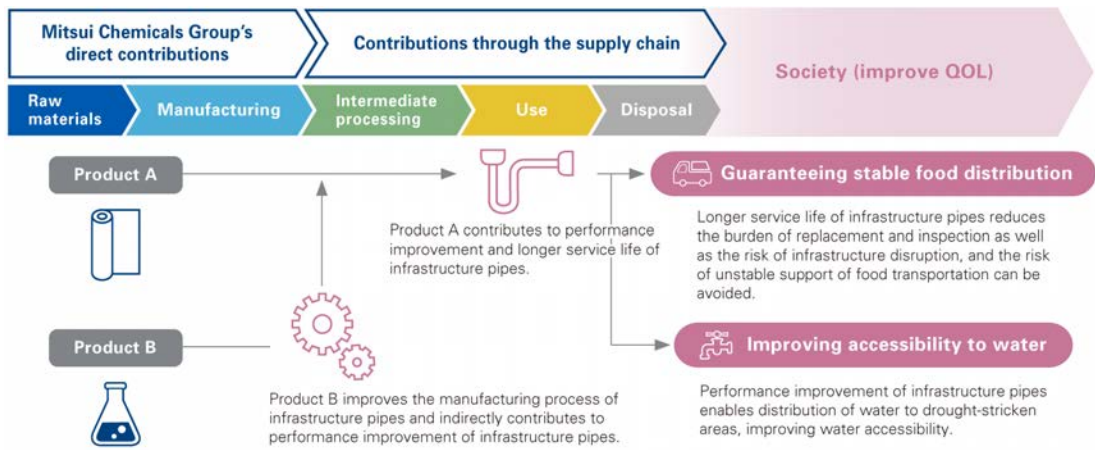 Mitsui Chemicals Group's
direct contributions
Contributions through the supply chain
Society (improve QOL)
Raw
materials
Manufacturing
Intermediate
processing
Use
Disposal
Product A
Product A contributes to performance
improvement and longer service life of
infrastructure pipes.
Guaranteeing stable food distribution
Longer service life of infrastructure pipes reduces
the burden of replacement and inspection as well
as the risk of infrastructure disruption, and the risk
of unstable support of food transportation can be
avoided.
Product B
Product B improves the manufacturing process of
infrastructure pipes and indirectly contributes to
performance improvement of infrastructure pipes.
Improving accessibility to water
Performance improvement of infrastructure pipes
enables distribution of water to drought-stricken
areas, improving water accessibility.